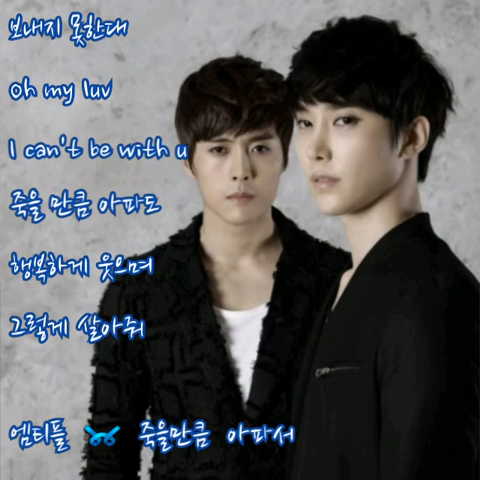 보내지 못한대
Oh my luv
I can't be with u
죽을 만큼 아파도
행복하게 웃으며
그렇게 살아줘
엠티플 죽을만큼 아파서